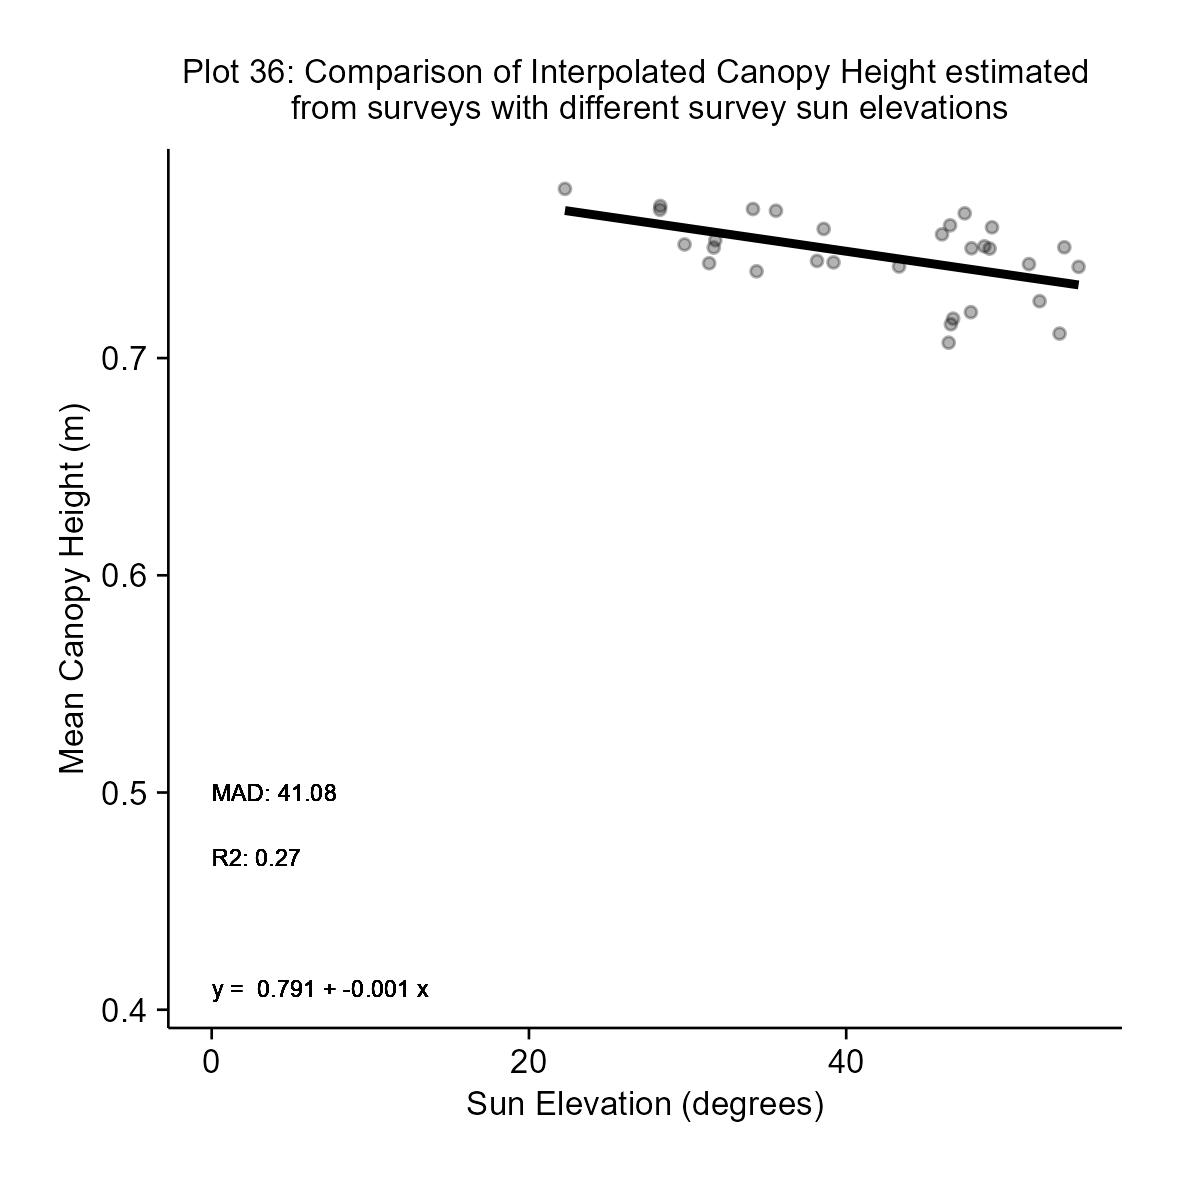 Plot 36: Comparison of Interpolated Canopy Height estimated
from surveys with different survey sun elevations
Mean Canopy Height (m)
0.7
0.6
0.5
0.4
MAD: 41.08
R2: 0.27
y =  0.791 + -0.001 x
0
20
40
Sun Elevation (degrees)